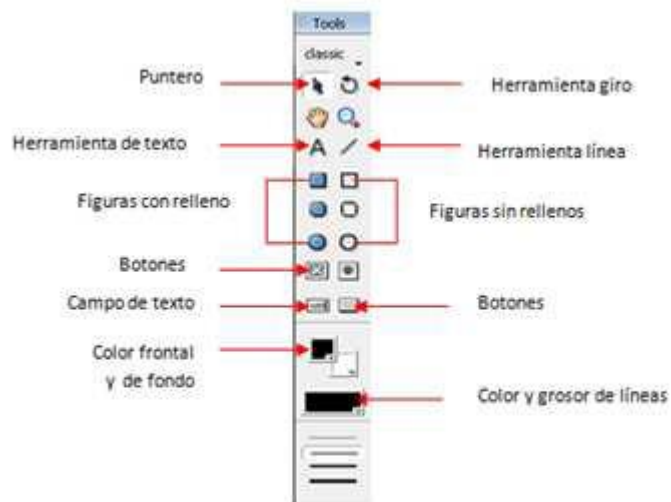 Tools
classic
Puntero
Herramienta giro
Herramienta de texto
Herramienta línea
Figuras con relleno
Figuras sin rellenos
Botones
Campo de texto
Botones
Color frontal
y de fondo
Color y grosor de líneas